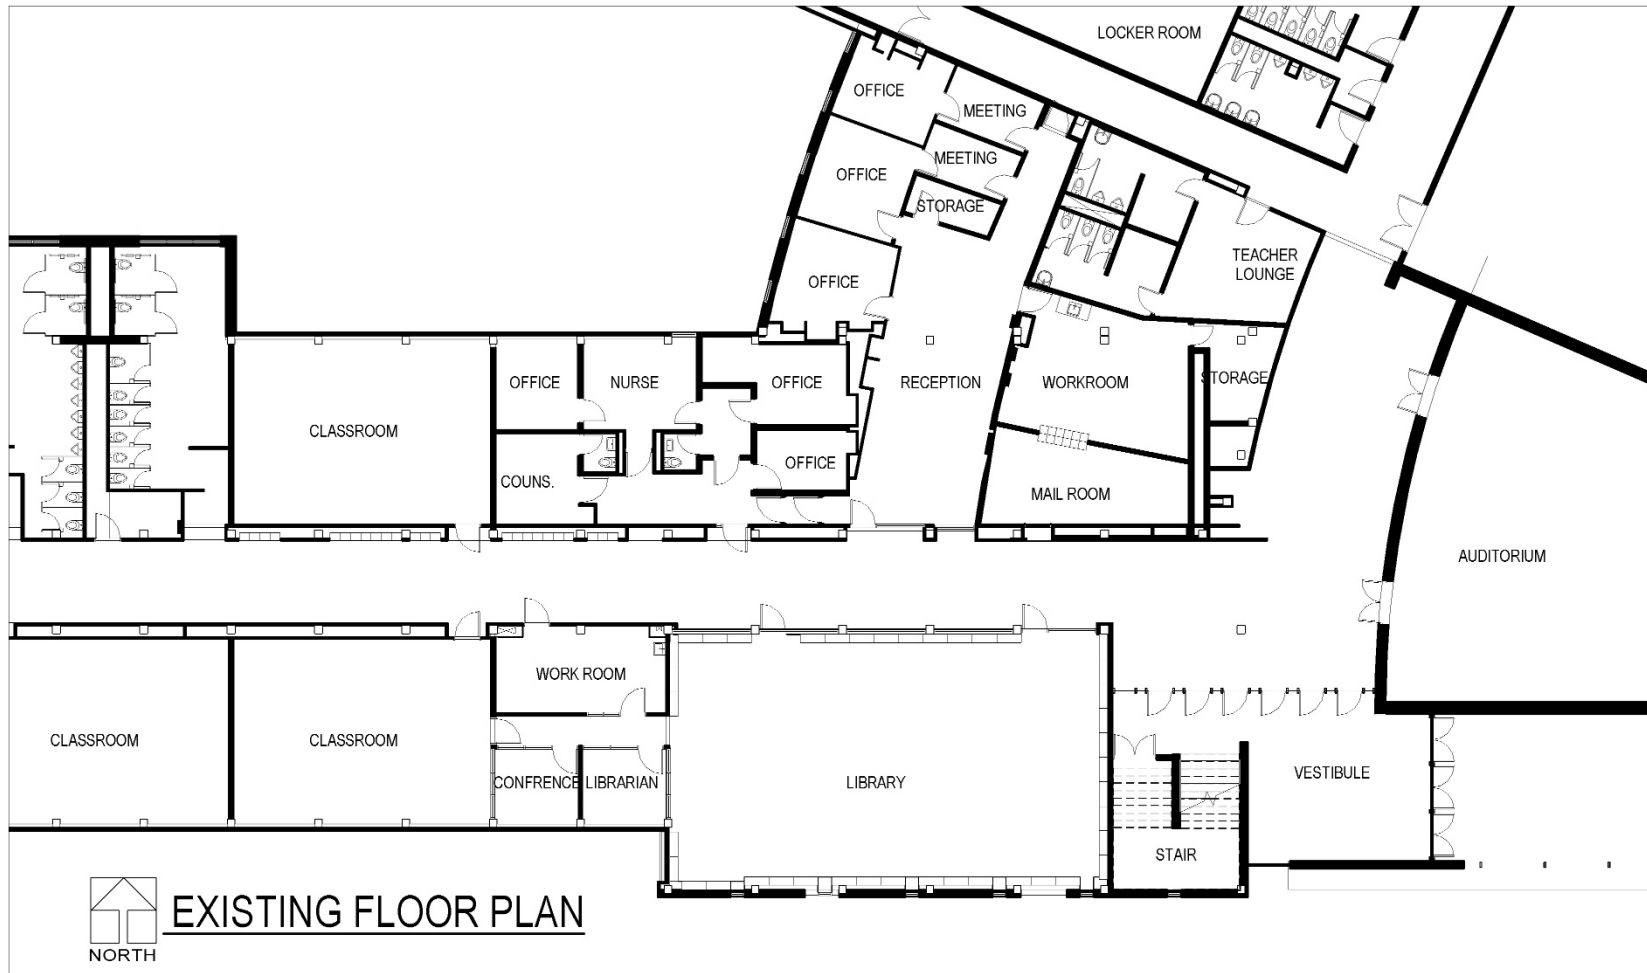 LOCKER ROOM
OFFICE
MEETING
MEETING
OFFICE
STORAGE
TEACHER
LOUNGE
OFFICE
OFFICE
NURSE
OFFICE
RECEPTION
WORKROOM
STORAGE
CLASSROOM
OFFICE
COUNS.
MAIL ROOM
AUDITORIUM
WORK ROOM
CLASSROOM
CLASSROOM
CONFRENCE
LIBRARIAN
LIBRARY
VESTIBULE
STAIR
EXISTING FLOOR PLAN
NORTH